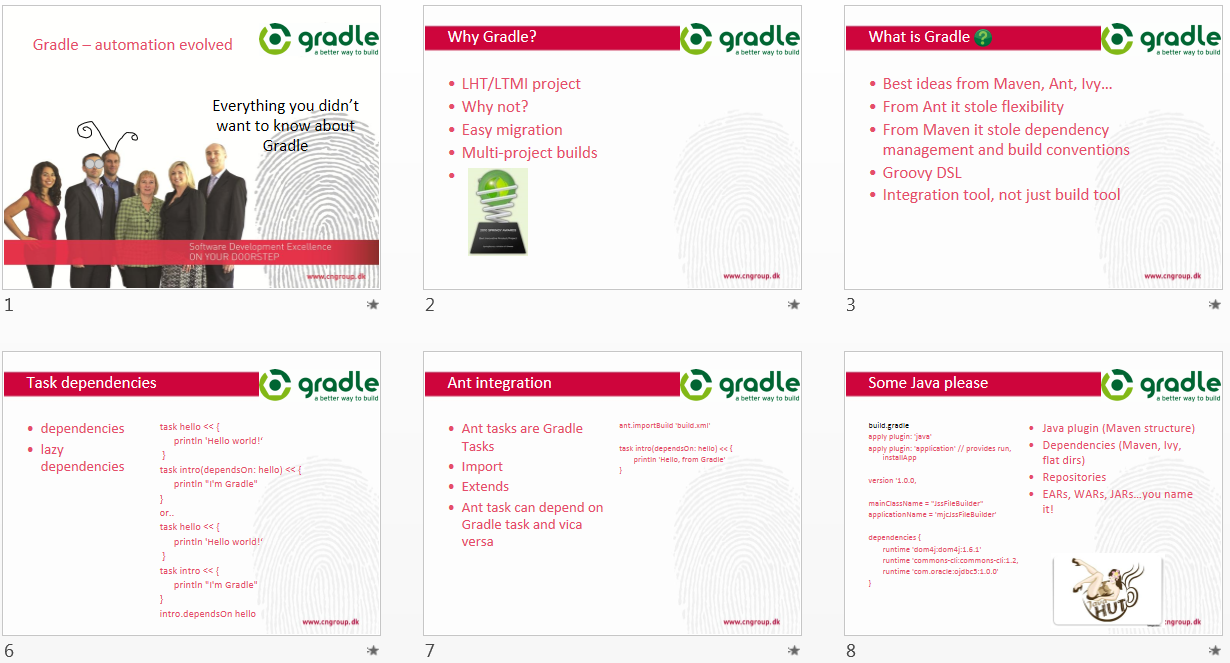 Gradle – automation evolved
gradle
a better way to build
Everything you didn’t
want to know about
Gradle
Software Development Excellence
ON YOUR DOORSTEP
www.cngroup.dk
1
Why Gradle?
gradle
a better way to build
• LHT/LTMI project
• Why not?
• Easy migration
• Multi-project builds
•
www.cngroup.dk
2
What is Gradle ?
gradle
a better way to build
• Best ideas from Maven, Ant, Ivy…
• From Ant it stole flexibility
• From Maven it stole dependency
management and build conventions
• Groovy DSL
• Integration tool, not just build tool
www.cngroup.dk
3
Task dependencies
gradle
a better way to build
• dependencies
• lazy
dependencies
task hello << {
println 'Hello world!'
}
task intro(dependsOn: hello) << {
println "I'm Gradle"
}
or..
task hello << {
println 'Hello world!'
}
task intro << {
println "I'm Gradle"
}
intro.dependsOn hello
www.cngroup.dk
6
Ant integration
gradle
a better way to build
• Ant tasks are Gradle
Tasks
• Import
• Extends
• Ant task can depend on
Gradle task and vica
versa
ant.importBuild 'build.xml'
task intro(dependsOn: hello) << {
println 'Hello, from Gradle'
}
www.cngroup.dk
7
Some Java please
gradle
a better way to build
build.gradle
apply plugin: 'java'
apply plugin: 'application' // provides run,
installApp
version '1.0.0,
mainClassName = "JssFileBuilder"
applicationName = 'mjcJssFileBuilder'
dependencies {
runtime 'dom4j:dom4j:1.6.1'
runtime 'commons-cli:commons-cli:1.2,
runtime 'com.oracle:ojdbc5:1.0.0'
}
• Java plugin (Maven structure)
• Dependencies (Maven, Ivy,
flat dirs)
• Repositories
• EARs, WARs, JARs…you name
it!
HUT
ngroup.dk
8